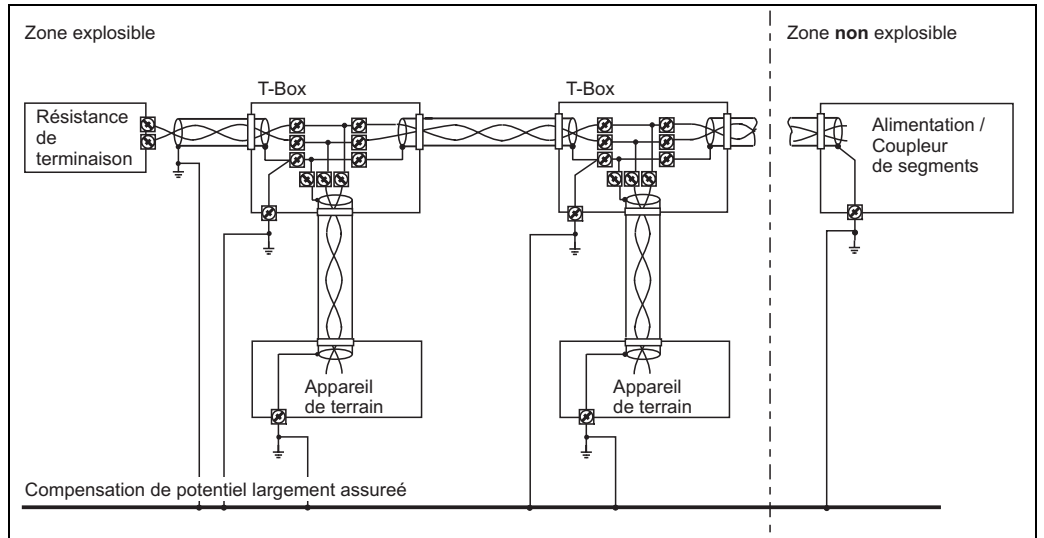 Zone explosible
Zone non explosible
T-Box
T-Box
Résistance
de
terminaison
Alimentation /
Coupleur
de segments
Appareil
de terrain
Appareil
de terrain
Compensation de potentiel largement assureé